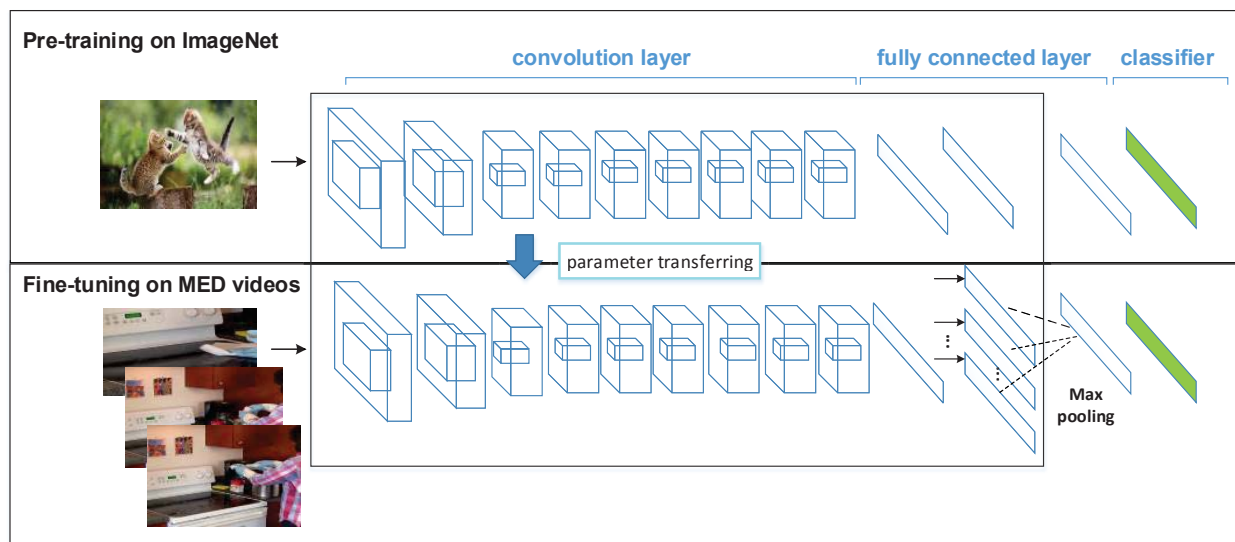 Pre-training on ImageNet
convolution layer
fully connected layer
classifier
parameter transferring
Fine-tuning on MED videos
Max
pooling